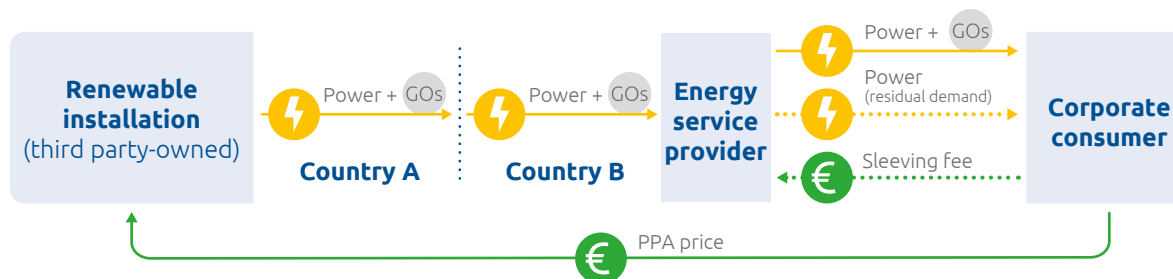 Renewable
installation
(third party-owned)
Power + GOs
Country A
Power + GOs
Country B
Energy
service
provider
Power + GOs
Power
(residual demand)
Sleeving fee
€
Corporate
consumer
€
PPA price